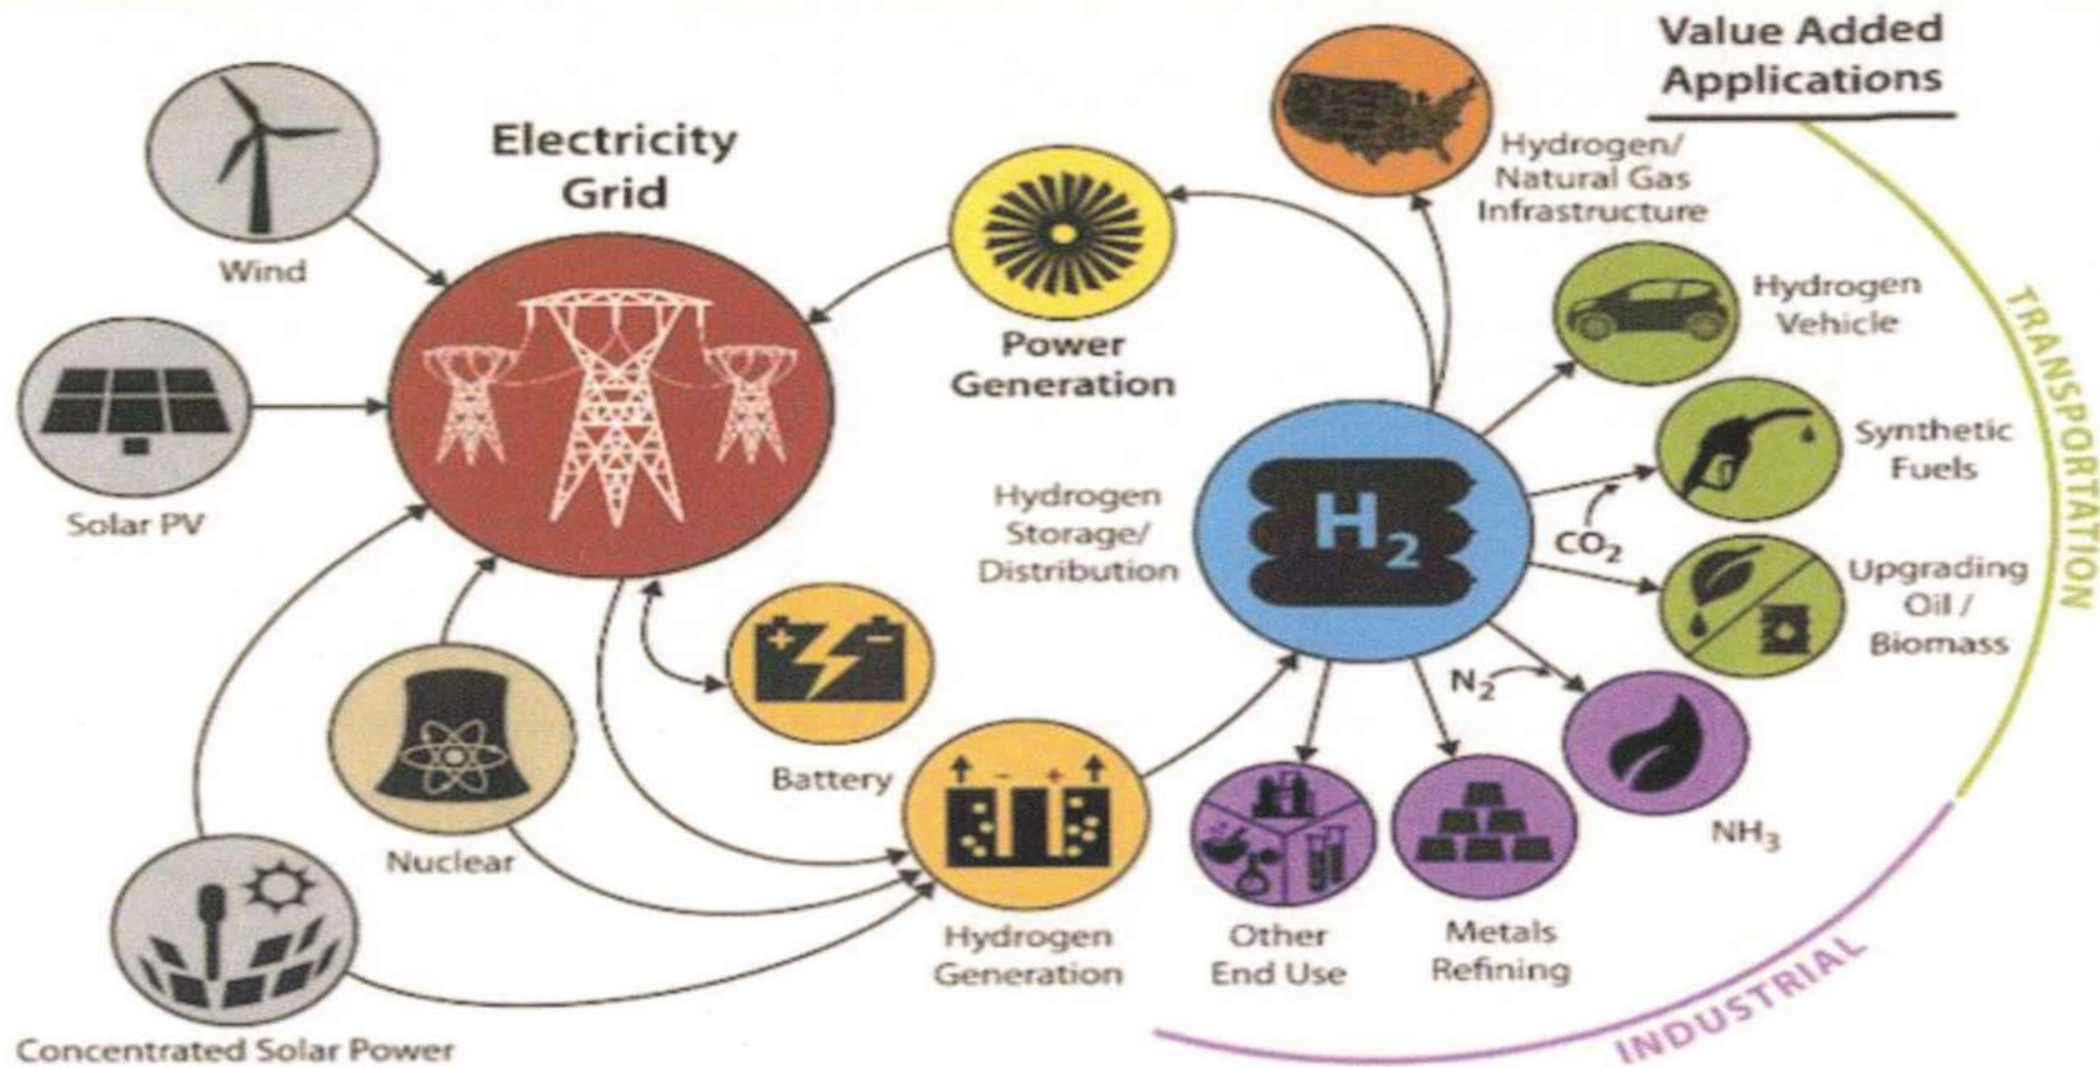 Value Added
Applications
Electricity
Grid
Wind
Solar PV
Nuclear
Concentrated Solar Power
Battery
Power
Generation
Hydrogen
Generation
Hydrogen
Storage/
Distribution
H2
Hydrogen/
Natural Gas
Infrastructure
Hydrogen
Vehicle
Synthetic
Fuels
CO2
Upgrading
Oil /
Biomass
N2
NH3
Metals
Refining
Other
End Use
TRANSPORTATION
INDUSTRIAL